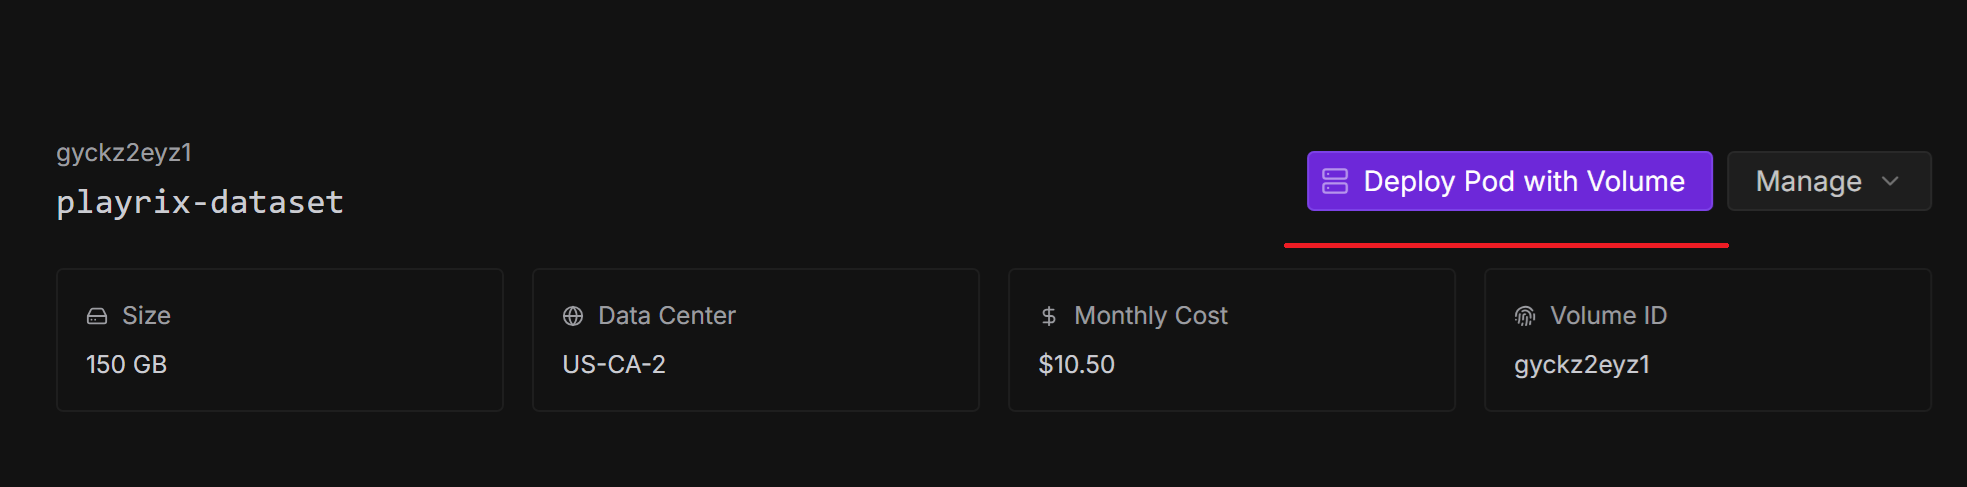 gyckz2eyz1
playrix-dataset
Deploy Pod with Volume
Manage
Size
150 GB
Data Center
US-CA-2
Monthly Cost
$10.50
Volume ID
gyckz2eyz1